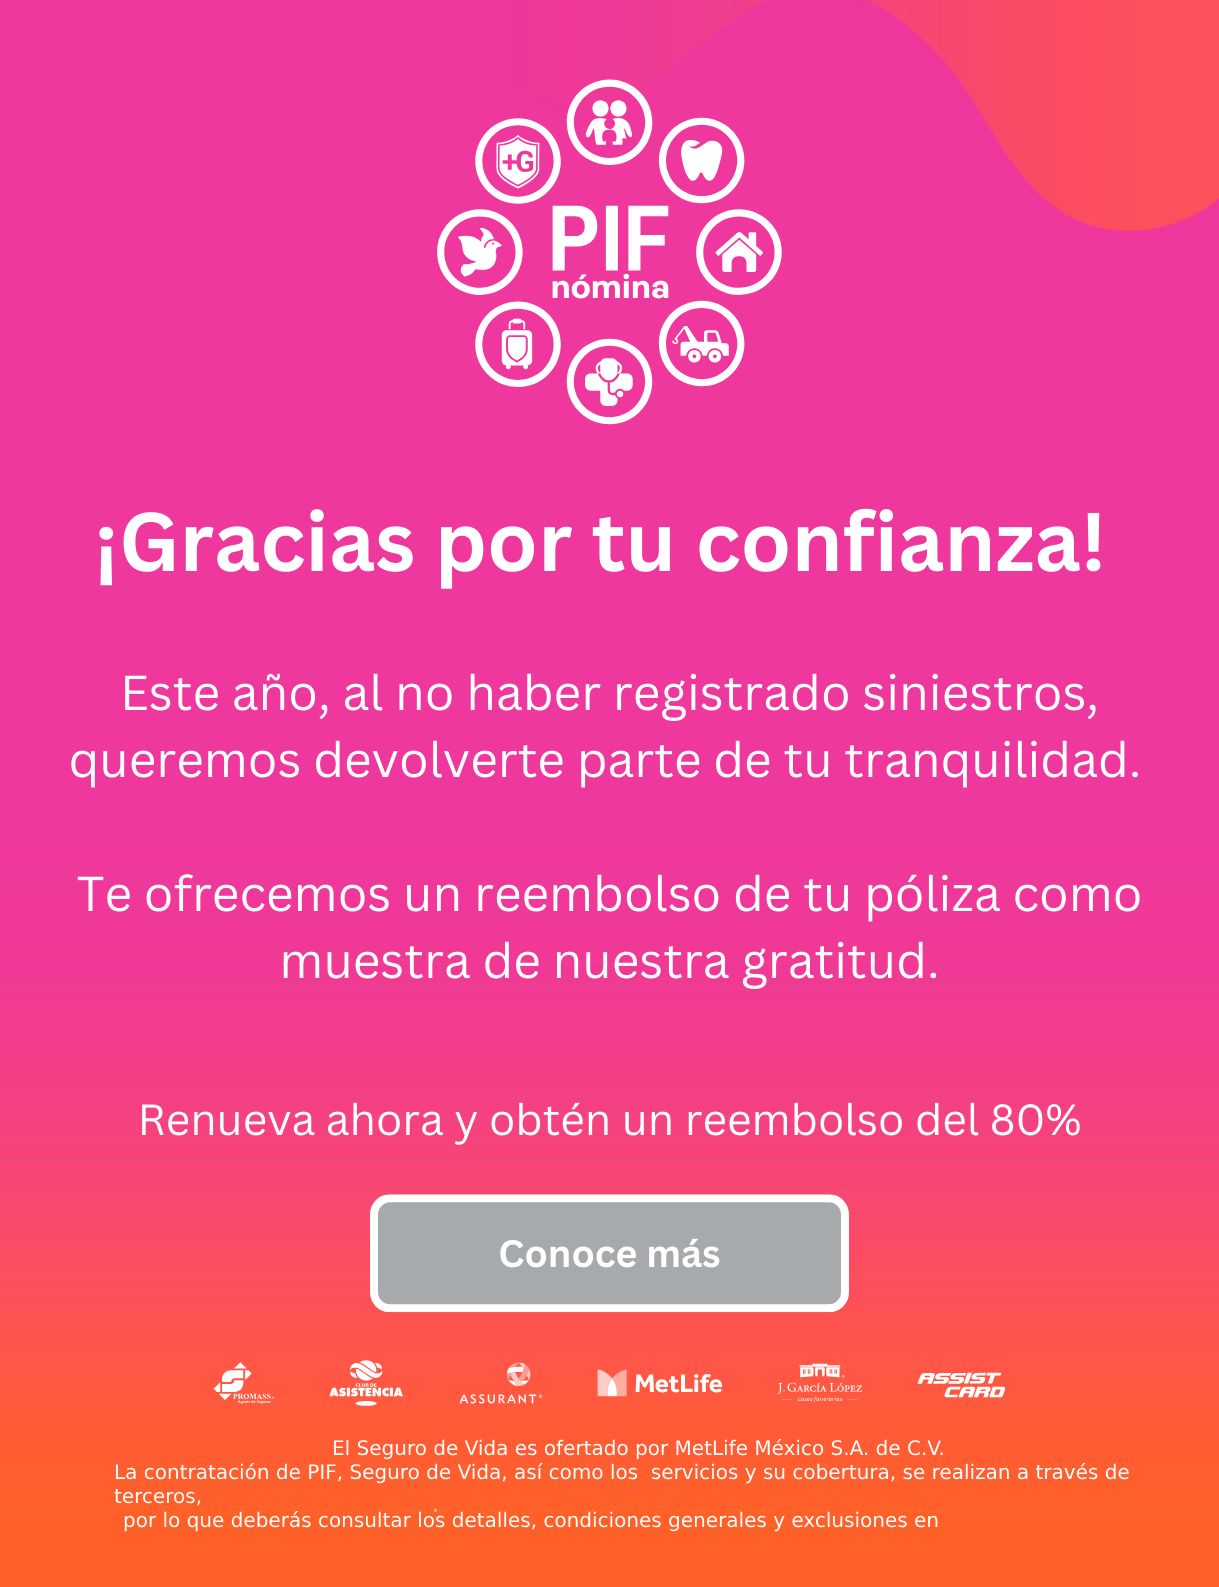 +G
PIF
nómina
¡Gracias por tu confianza!
Este año, al no haber registrado siniestros,
queremos devolverte parte de tu tranquilidad.
Te ofrecemos un reembolso de tu póliza como
muestra de nuestra gratitud.
Renueva ahora y obtén un reembolso del 80%
Conoce más
PROMASS
Agente de Seguros
CLUB DE
ASISTENCIA
ASSURANT®
MetLife
J. GARCÍA LÓPEZ
Casas funerarias
ASSIST
CARD
El Seguro de Vida es ofertado por MetLife México S.A. de C.V.
La contratación de PIF, Seguro de Vida, así como los  servicios y su cobertura, se realizan a través de
terceros,
por lo que deberás consultar los detalles, condiciones generales y exclusiones en